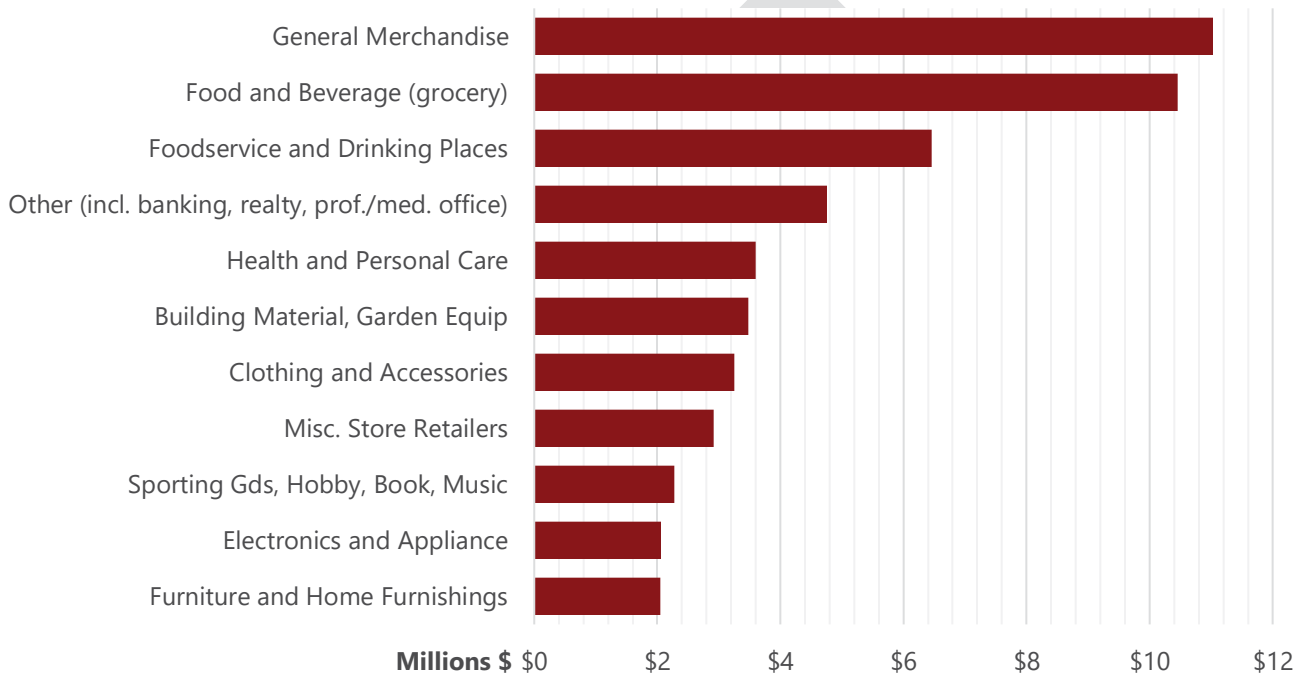 General Merchandise
Food and Beverage (grocery)
Foodservice and Drinking Places
Other (incl. banking, realty, prof./med. office)
Health and Personal Care
Building Material, Garden Equip
Clothing and Accessories
Misc. Store Retailers
Sporting Gds, Hobby, Book, Music
Electronics and Appliance
Furniture and Home Furnishings
Millions $ $0 $2 $4 $6 $8 $10 $12